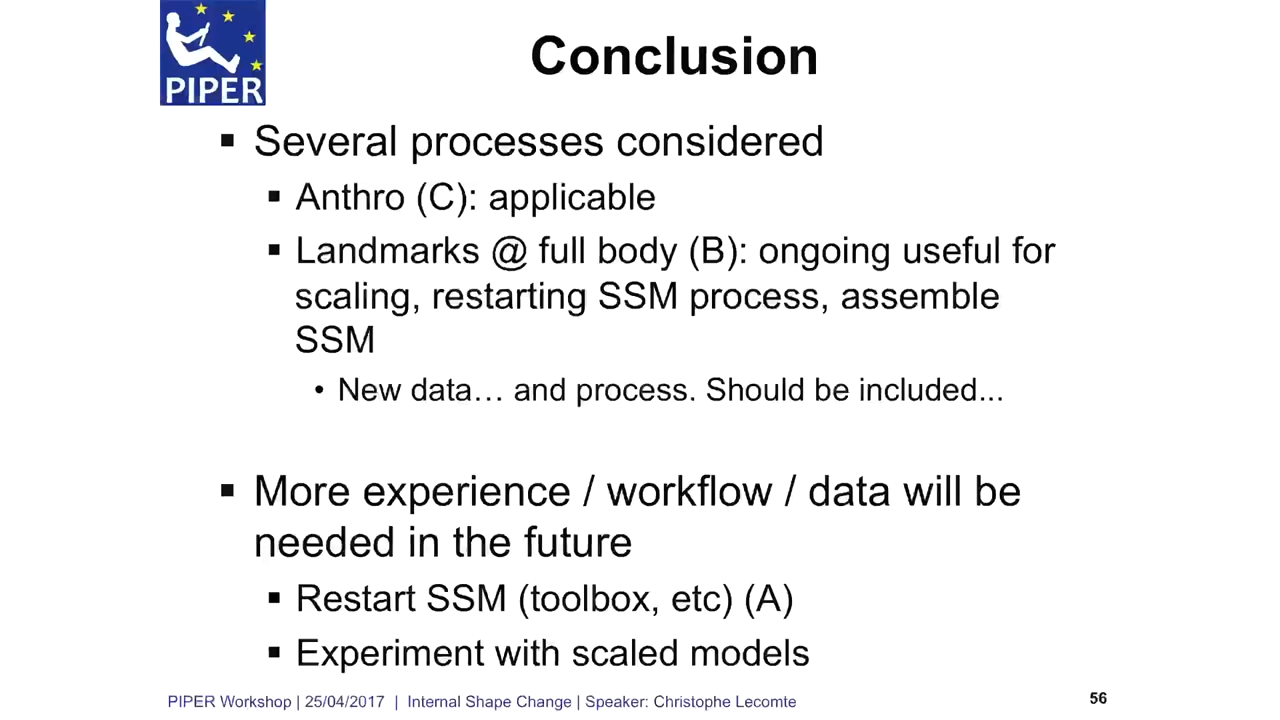 PIPER
Conclusion
▪ Several processes considered
▪ Anthro (C): applicable
▪ Landmarks @ full body (B): ongoing useful for
scaling, restarting SSM process, assemble
SSM
• New data… and process. Should be included...
▪ More experience / workflow / data will be
needed in the future
▪ Restart SSM (toolbox, etc) (A)
▪ Experiment with scaled models
PIPER Workshop | 25/04/2017 | Internal Shape Change | Speaker: Christophe Lecomte
56